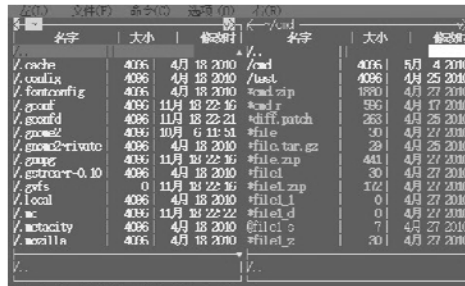 左(L) 文件(F) 命令(C) 选项(O) 右(R)
~ ~/cmd
名字 大小 修改时 名字 大小 修改时
/.. /..
/.cache 4096 4月 18 2010 /cmd 4096 5月 4 2010
/.config 4096 4月 18 2010 /test 4096 4月 25 2010
/.fontconfig 4096 4月 18 2010 *cmd.zip 1880 4月 27 2010
/.gconf 4096 11月 18 22:16 *cmd_r 596 4月 17 2010
/.gconfd 4096 11月 18 22:21 *diff.patch 263 4月 25 2010
/.gnome2 4096 10月 6 11:51 *file 30 4月 27 2010
/.gnome2~rivate 4096 4月 18 2010 *file.tar.gz 29 4月 25 2010
/.gnupg 4096 11月 18 22:16 *file.zip 441 4月 27 2010
/.gstrea~r-0.10 4096 4月 18 2010 *file1 30 4月 27 2010
/.gvfs 0 11月 18 22:16 *file1.zip 172 4月 27 2010
/.local 4096 4月 18 2010 *file1_1 0 4月 27 2010
/.mc 4096 11月 18 22:22 *file1_d 0 4月 27 2010
/.metacity 4096 4月 18 2010 @file1_s 7 4月 27 2010
/.mozilla 4096 4月 18 2010 *file1_z 30 4月 27 2010
/.. /..